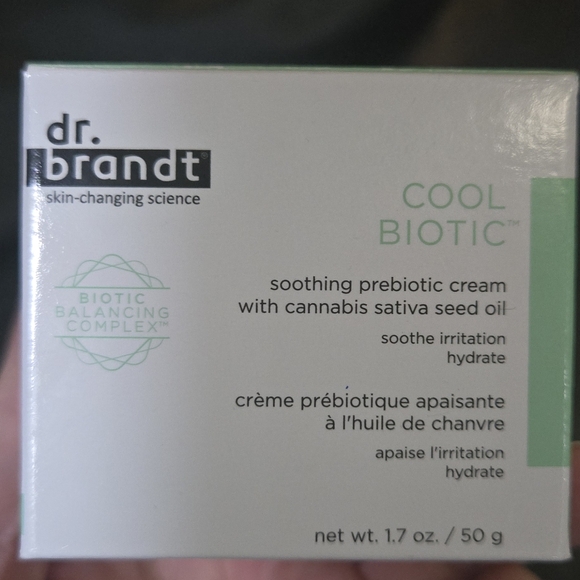 dr.
brandt®
skin-changing science
COOL
BIOTIC™
BIOTIC
BALANCING
COMPLEX™
soothing prebiotic cream
with cannabis sativa seed oil
soothe irritation
hydrate
crème prébiotique apaisante
à l'huile de chanvre
apaise l'irritation
hydrate
net wt. 1.7 oz. / 50 g